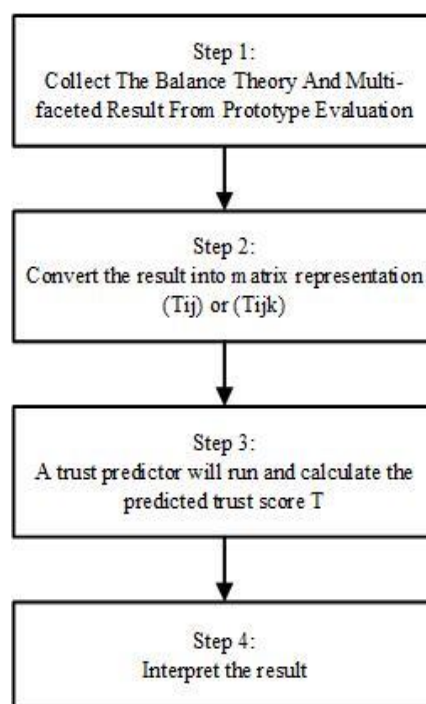 Step 1:
Collect The Balance Theory And Multi-
faceted Result From Prototype Evaluation
Step 2:
Convert the result into matrix representation
(Tij) or (Tijk)
Step 3:
A trust predictor will run and calculate the
predicted trust score T
Step 4:
Interpret the result